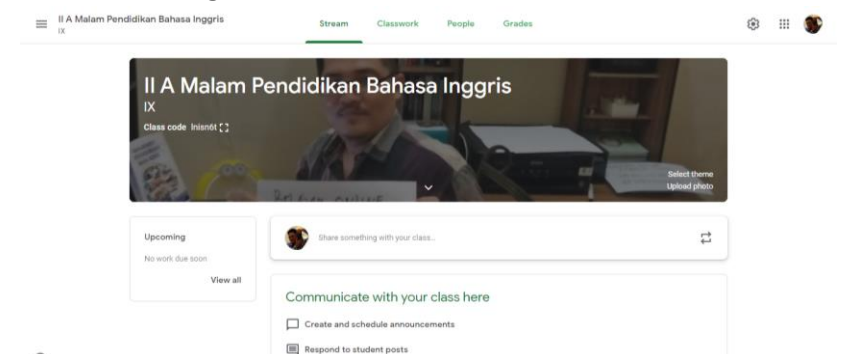 II A Malam Pendidikan Bahasa Inggris
IX
Stream Classwork People Grades
II A Malam Pendidikan Bahasa Inggris
IX
Class code lnisn6t
Select theme
Upload photo
Upcoming
No work due soon
View all
Share something with your class...
Communicate with your class here
Create and schedule announcements
Respond to student posts